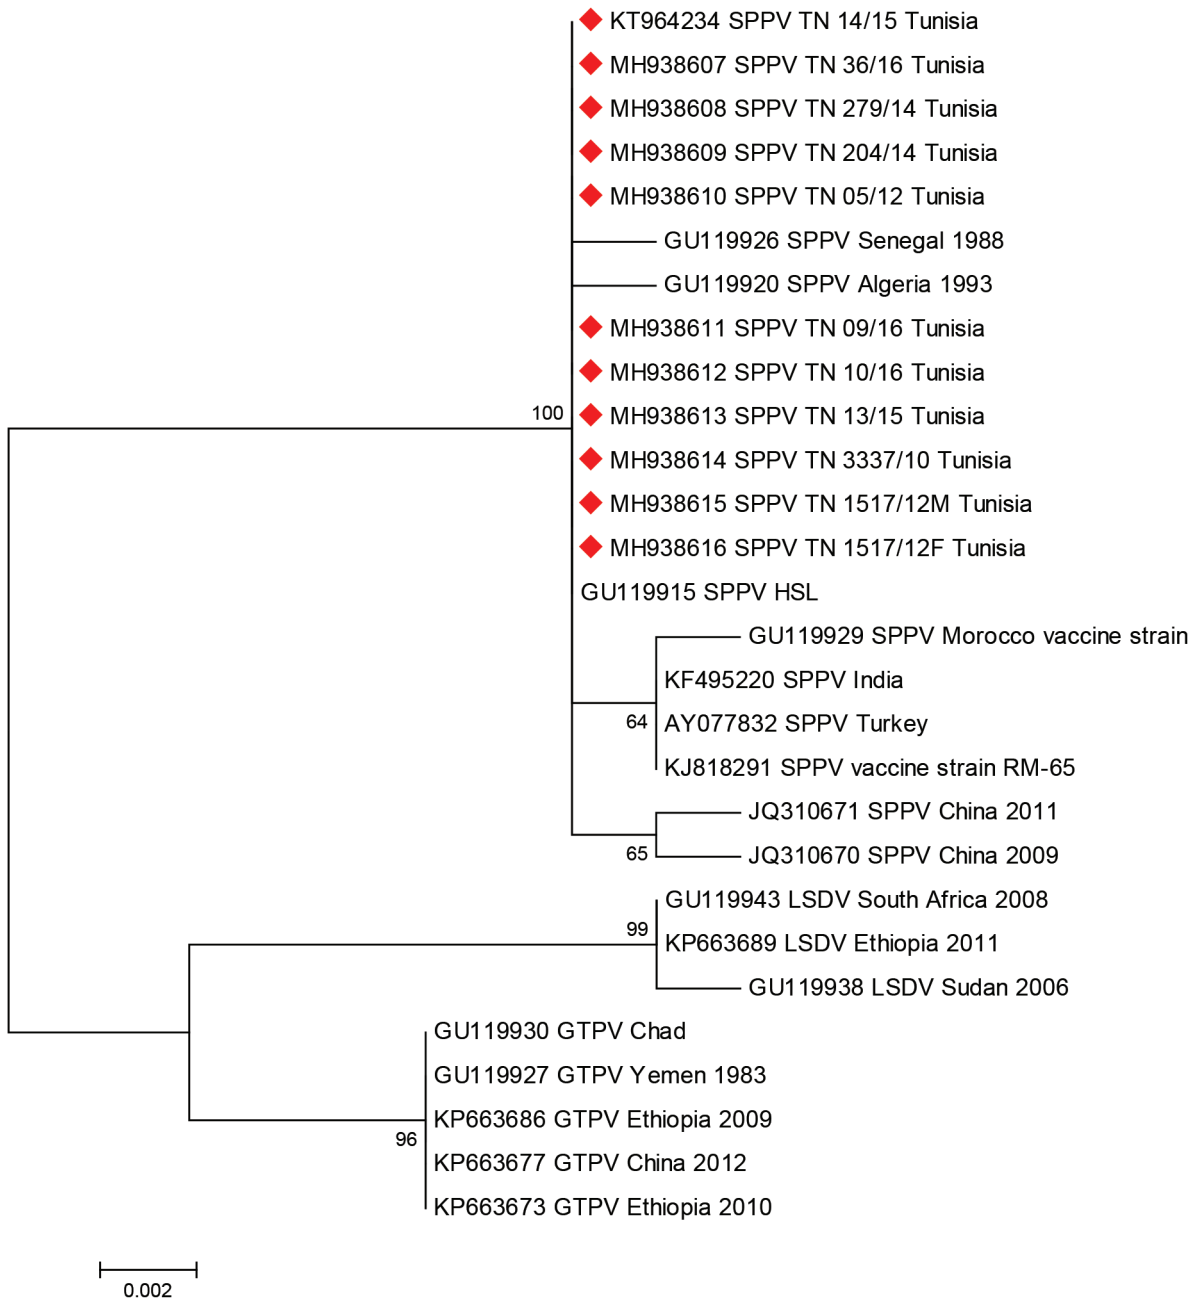 KT964234 SPPV TN 14/15 Tunisia
MH938607 SPPV TN 36/16 Tunisia
MH938608 SPPV TN 279/14 Tunisia
MH938609 SPPV TN 204/14 Tunisia
MH938610 SPPV TN 05/12 Tunisia
GU119926 SPPV Senegal 1988
GU119920 SPPV Algeria 1993
MH938611 SPPV TN 09/16 Tunisia
MH938612 SPPV TN 10/16 Tunisia
100
MH938613 SPPV TN 13/15 Tunisia
MH938614 SPPV TN 3337/10 Tunisia
MH938615 SPPV TN 1517/12M Tunisia
MH938616 SPPV TN 1517/12F Tunisia
GU119915 SPPV HSL
GU119929 SPPV Morocco vaccine strain
KF495220 SPPV India
64
AY077832 SPPV Turkey
KJ818291 SPPV vaccine strain RM-65
JQ310671 SPPV China 2011
65
JQ310670 SPPV China 2009
GU119943 LSDV South Africa 2008
99
KP663689 LSDV Ethiopia 2011
GU119938 LSDV Sudan 2006
GU119930 GTPV Chad
GU119927 GTPV Yemen 1983
KP663686 GTPV Ethiopia 2009
96
KP663677 GTPV China 2012
KP663673 GTPV Ethiopia 2010
0.002